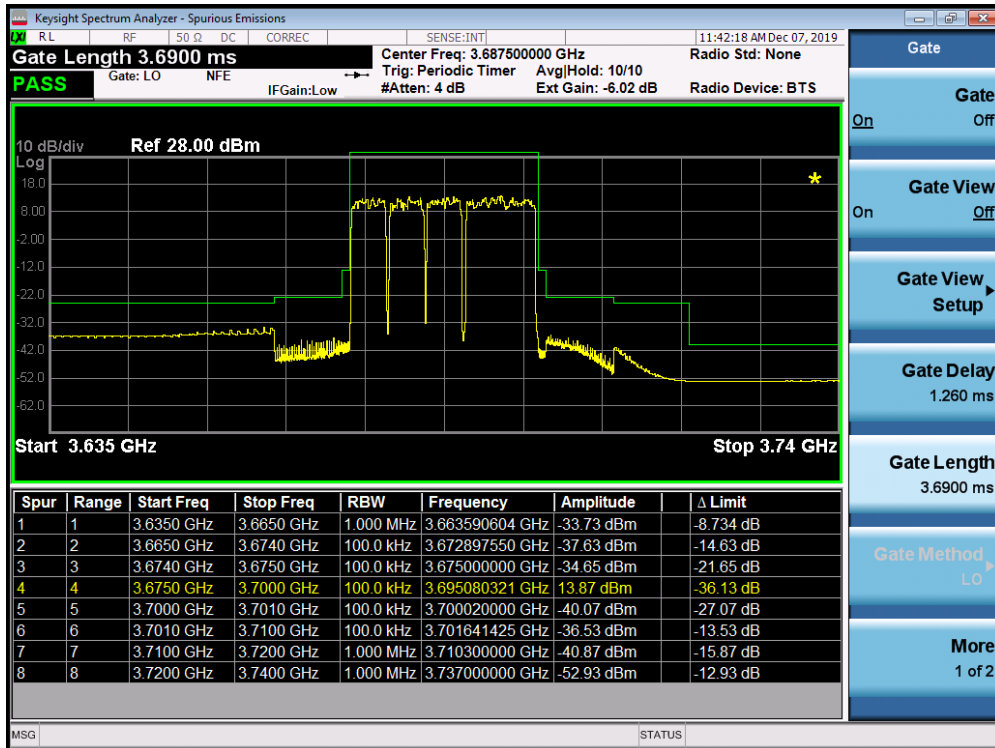 Keysight Spectrum Analyzer - Spurious Emissions
LXI RL RF 50 Ω DC CORREC SENSE:INT 11:42:18 AM Dec 07, 2019
Gate Length 3.6900 ms
Center Freq: 3.687500000 GHz
Radio Std: None
Gate: LO NFE
Trig: Periodic Timer Avg|Hold: 10/10
PASS
IFGain:Low
#Atten: 4 dB Ext Gain: -6.02 dB
Radio Device: BTS
10 dB/div Ref 28.00 dBm
Log
18.0
8.00
-2.00
-12.0
-22.0
-32.0
-42.0
-52.0
-62.0
*
Start 3.635 GHz Stop 3.74 GHz
Spur Range Start Freq Stop Freq RBW Frequency Amplitude Δ Limit
1 1 3.6350 GHz 3.6650 GHz 1.000 MHz 3.663590604 GHz -33.73 dBm -8.734 dB
2 2 3.6650 GHz 3.6740 GHz 100.0 kHz 3.672897550 GHz -37.63 dBm -14.63 dB
3 3 3.6740 GHz 3.6750 GHz 100.0 kHz 3.675000000 GHz -34.65 dBm -21.65 dB
4 4 3.6750 GHz 3.7000 GHz 100.0 kHz 3.695080321 GHz 13.87 dBm -36.13 dB
5 5 3.7000 GHz 3.7010 GHz 100.0 kHz 3.700020000 GHz -40.07 dBm -27.07 dB
6 6 3.7010 GHz 3.7100 GHz 100.0 kHz 3.701641425 GHz -36.53 dBm -13.53 dB
7 7 3.7100 GHz 3.7200 GHz 1.000 MHz 3.710300000 GHz -40.87 dBm -15.87 dB
8 8 3.7200 GHz 3.7400 GHz 1.000 MHz 3.737000000 GHz -52.93 dBm -12.93 dB
MSG STATUS
Gate
Gate
On Off
Gate View
On Off
Gate View
Setup
Gate Delay
1.260 ms
Gate Length
3.6900 ms
Gate Method
LO
More
1 of 2